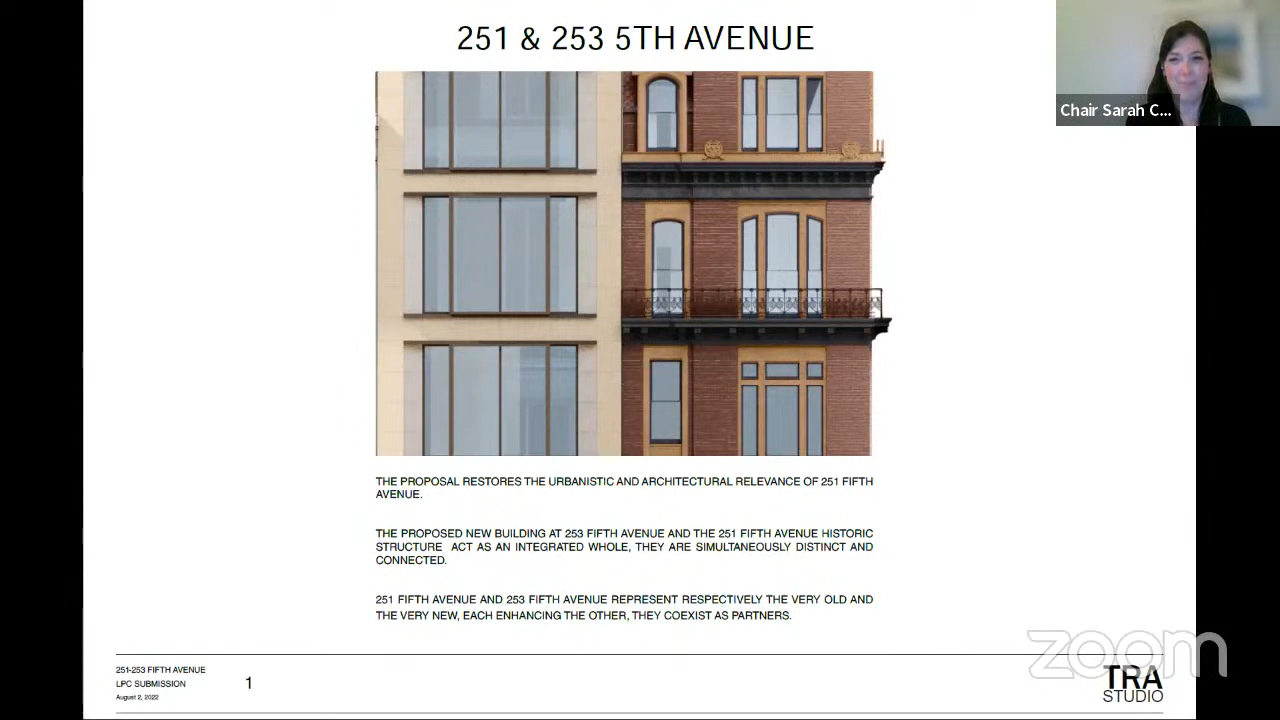 251 & 253 5TH AVENUE
Chair Sarah C...
THE PROPOSAL RESTORES THE URBANISTIC AND ARCHITECTURAL RELEVANCE OF 251 FIFTH
AVENUE.
THE PROPOSED NEW BUILDING AT 253 FIFTH AVENUE AND THE 251 FIFTH AVENUE HISTORIC
STRUCTURE ACT AS AN INTEGRATED WHOLE, THEY ARE SIMULTANEOUSLY DISTINCT AND
CONNECTED.
251 FIFTH AVENUE AND 253 FIFTH AVENUE REPRESENT RESPECTIVELY THE VERY OLD AND
THE VERY NEW, EACH ENHANCING THE OTHER, THEY COEXIST AS PARTNERS.
zoom
251-253 FIFTH AVENUE
LPC SUBMISSION
August 2, 2022
1
TRA
STUDIO